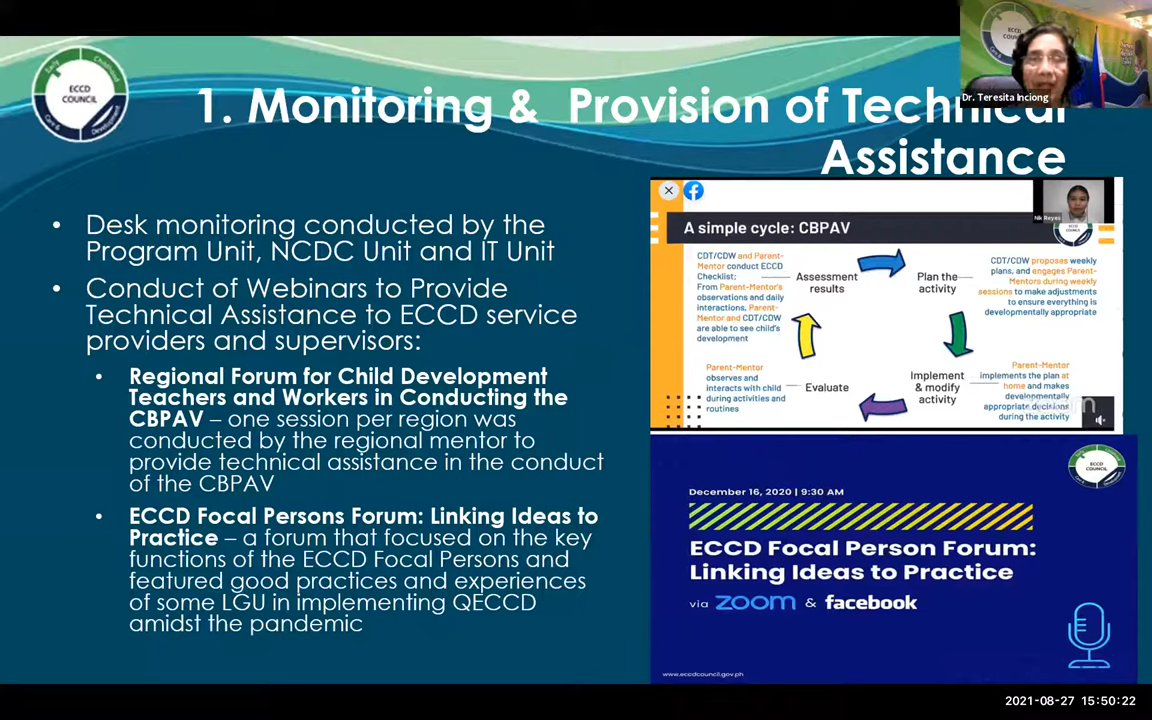 ECCD
COUNCIL
Dr. Teresita Inciong
1. Monitoring & Provision of Technical
Assistance
• Desk monitoring conducted by the
Program Unit, NCDC Unit and IT Unit
• Conduct of Webinars to Provide
Technical Assistance to ECCD service
providers and supervisors:
• Regional Forum for Child Development
Teachers and Workers in Conducting the
CBPAV – one session per region was
conducted by the regional mentor to
provide technical assistance in the conduct
of the CBPAV
• ECCD Focal Persons Forum: Linking Ideas to
Practice – a forum that focused on the key
functions of the ECCD Focal Persons and
featured good practices and experiences
of some LGU in implementing QECCD
amidst the pandemic
Nik Reyes
A simple cycle: CBPAV
CDT/CDW and Parent-
Mentor conduct ECCD
Checklist;
From Parent-Mentor's
observations and daily
interactions, Parent-
Mentor and CDT/CDW
are able to see child's
development
Assessment
results
Plan the
activity
CDT/CDW proposes weekly
plans, and engages Parent-
Mentors during weekly
sessions to make adjustments
to ensure everything is
developmentally appropriate
Parent-Mentor
observes and
interacts with child
during activities and
routines
Evaluate
Implement
& modify
activity
Parent-Mentor
implements the plan at
home and makes
developmentally
appropriate decisions
during the activity
ECCD
COUNCIL
December 16, 2020 | 9:30 AM
ECCD Focal Person Forum:
Linking Ideas to Practice
via zoom & facebook
www.eccdcouncil.gov.ph
2021-08-27 15:50:22